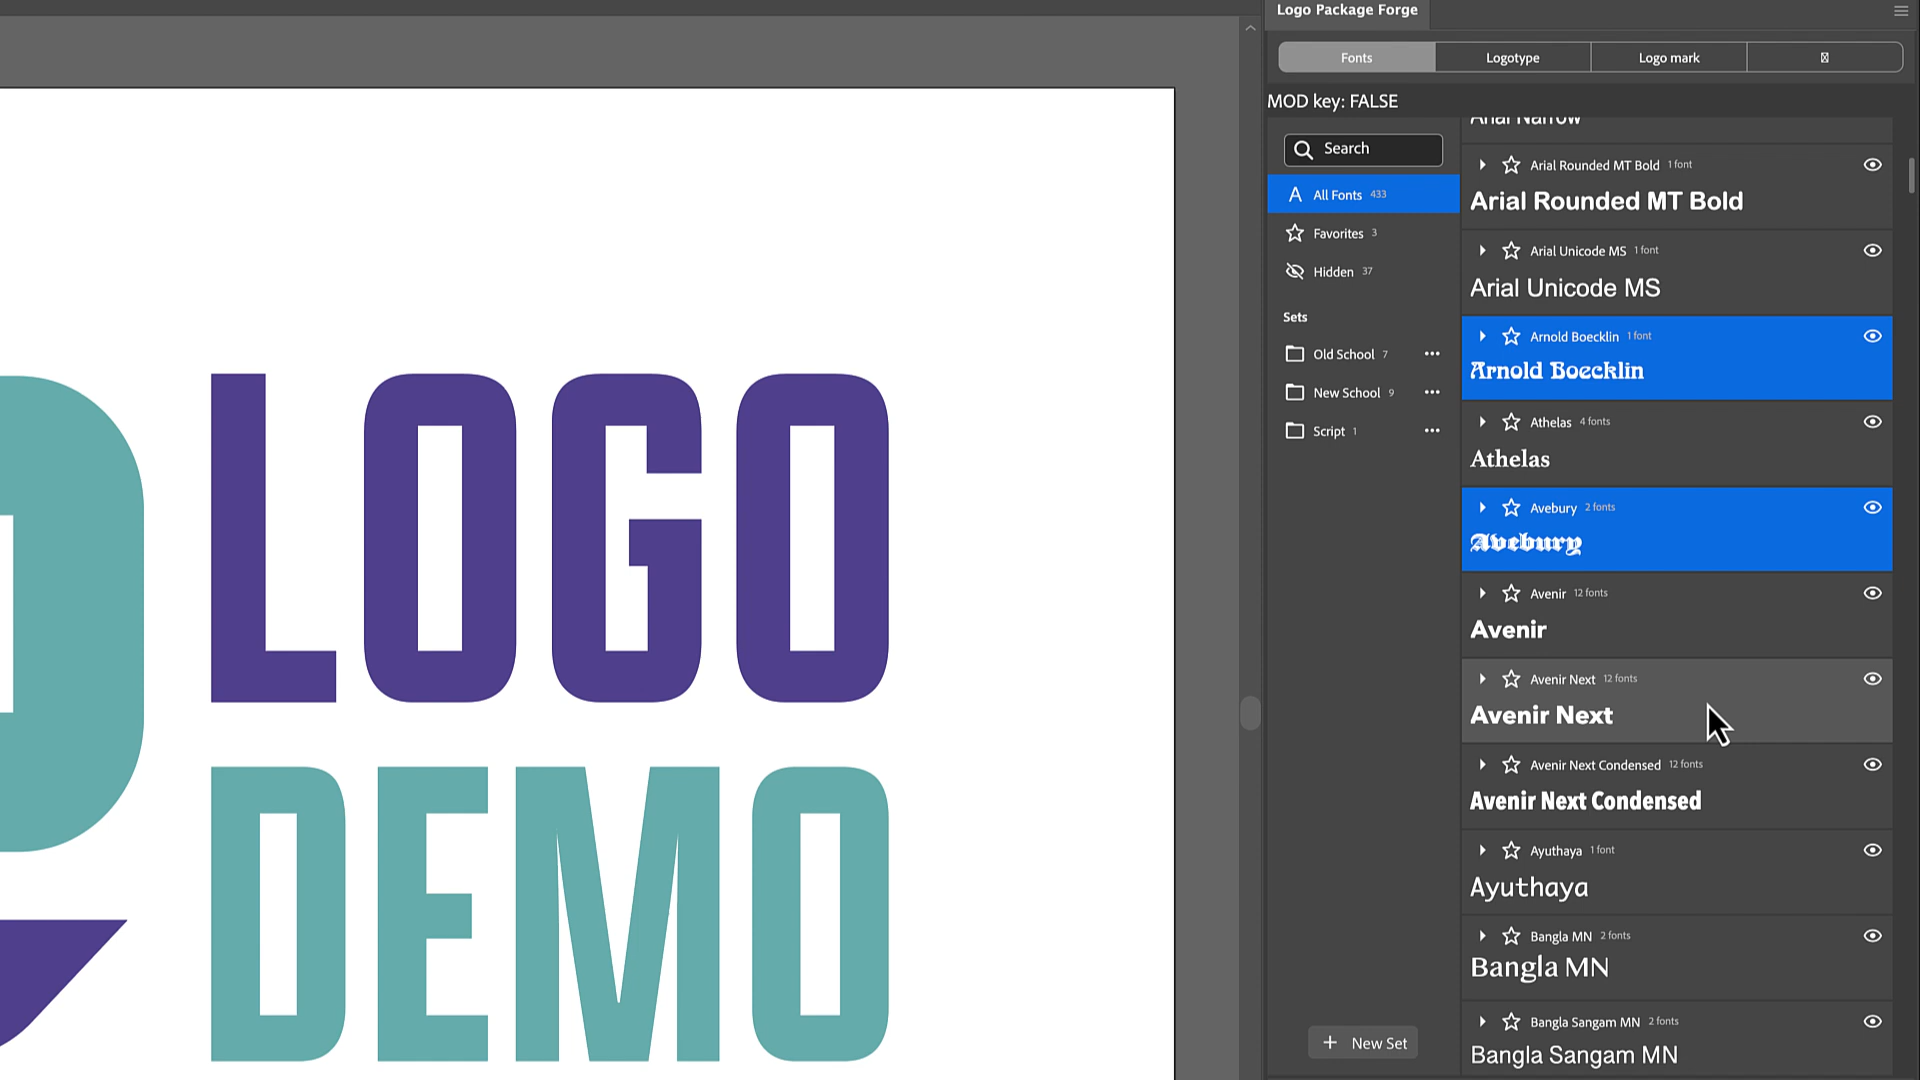 Logo Package Forge
Fonts
Logotype
Logo mark
MOD key: FALSE
Search
All Fonts 433
Favorites 3
Hidden 37
Sets
Old School 7
New School 9
Script 1
New Set
Arial Narrow
Arial Rounded MT Bold 1 font
Arial Rounded MT Bold
Arial Unicode MS 1 font
Arial Unicode MS
Arnold Boecklin 1 font
Arnold Boecklin
Athelas 4 fonts
Athelas
Avebury 2 fonts
Avebury
Avenir 12 fonts
Avenir
Avenir Next 12 fonts
Avenir Next
Avenir Next Condensed 12 fonts
Avenir Next Condensed
Ayuthaya 1 font
Ayuthaya
Bangla MN 2 fonts
Bangla MN
Bangla Sangam MN 2 fonts
Bangla Sangam MN
LOGO
DEMO